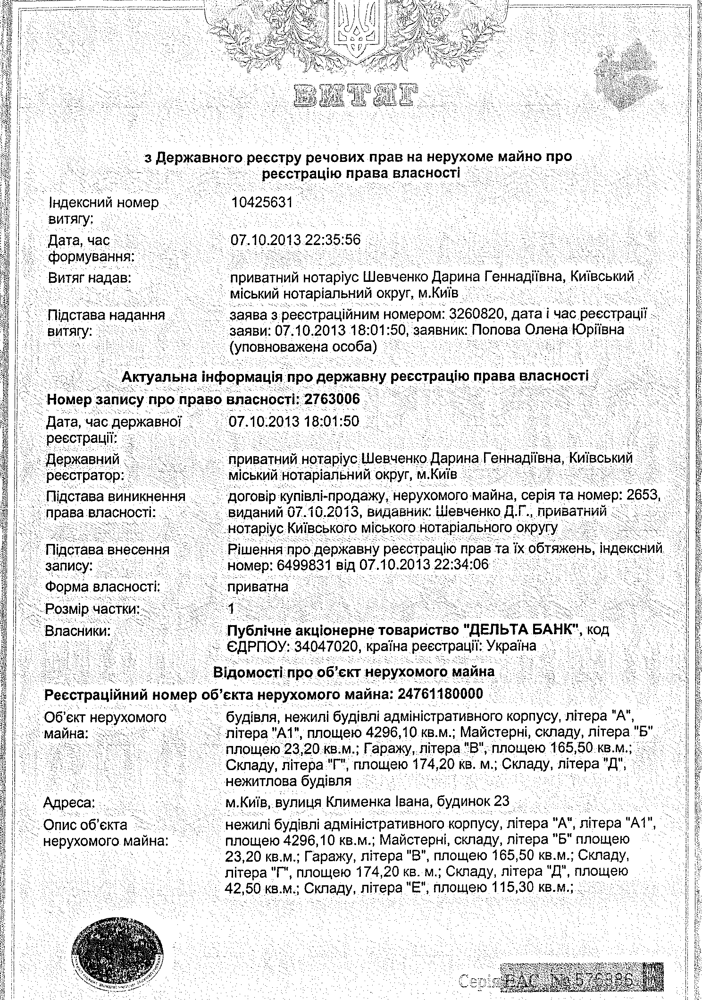 ВИТЯГ
з Державного реєстру речових прав на нерухоме майно про
реєстрацію права власності
Індексний номер 10425631
витягу:
Дата, час 07.10.2013 22:35:56
формування:
Витяг надав: приватний нотаріус Шевченко Дарина Геннадіївна, Київський
міський нотаріальний округ, м.Київ
Підстава надання заява з реєстраційним номером: 3260820, дата і час реєстрації
витягу: заяви: 07.10.2013 18:01:50, заявник: Попова Олена Юріївна
(уповноважена особа)
Актуальна інформація про державну реєстрацію права власності
Номер запису про право власності: 2763006
Дата, час державної 07.10.2013 18:01:50
реєстрації:
Державний приватний нотаріус Шевченко Дарина Геннадіївна, Київський
реєстратор: міський нотаріальний округ, м.Київ
Підстава виникнення договір купівлі-продажу, нерухомого майна, серія та номер: 2653,
права власності: виданий 07.10.2013, видавник: Шевченко Д.Г., приватний
нотаріус Київського міського нотаріального округу
Підстава внесення Рішення про державну реєстрацію прав та їх обтяжень, індексний
запису: номер: 6499831 від 07.10.2013 22:34:06
Форма власності: приватна
Розмір частки: 1
Власники: Публічне акціонерне товариство "ДЕЛЬТА БАНК", код
ЄДРПОУ: 34047020, країна реєстрації: Україна
Відомості про об'єкт нерухомого майна
Реєстраційний номер об'єкта нерухомого майна: 24761180000
Об'єкт нерухомого будівля, нежилі будівлі адміністративного корпусу, літера "А",
майна: літера "А1", площею 4296,10 кв.м.; Майстерні, складу, літера "Б"
площею 23,20 кв.м.; Гаражу, літера "В", площею 165,50 кв.м.;
Складу, літера "Г", площею 174,20 кв. м.; Складу, літера "Д",
нежитлова будівля
Адреса: м.Київ, вулиця Клименка Івана, будинок 23
Опис об'єкта нежилі будівлі адміністративного корпусу, літера "А", літера "А1",
нерухомого майна: площею 4296,10 кв.м.; Майстерні, складу, літера "Б" площею
23,20 кв.м.; Гаражу, літера "В", площею 165,50 кв.м.; Складу,
літера "Г", площею 174,20 кв. м.; Складу, літера "Д", площею
42,50 кв.м.; Складу, літера "Е", площею 115,30 кв.м.;
Серія №